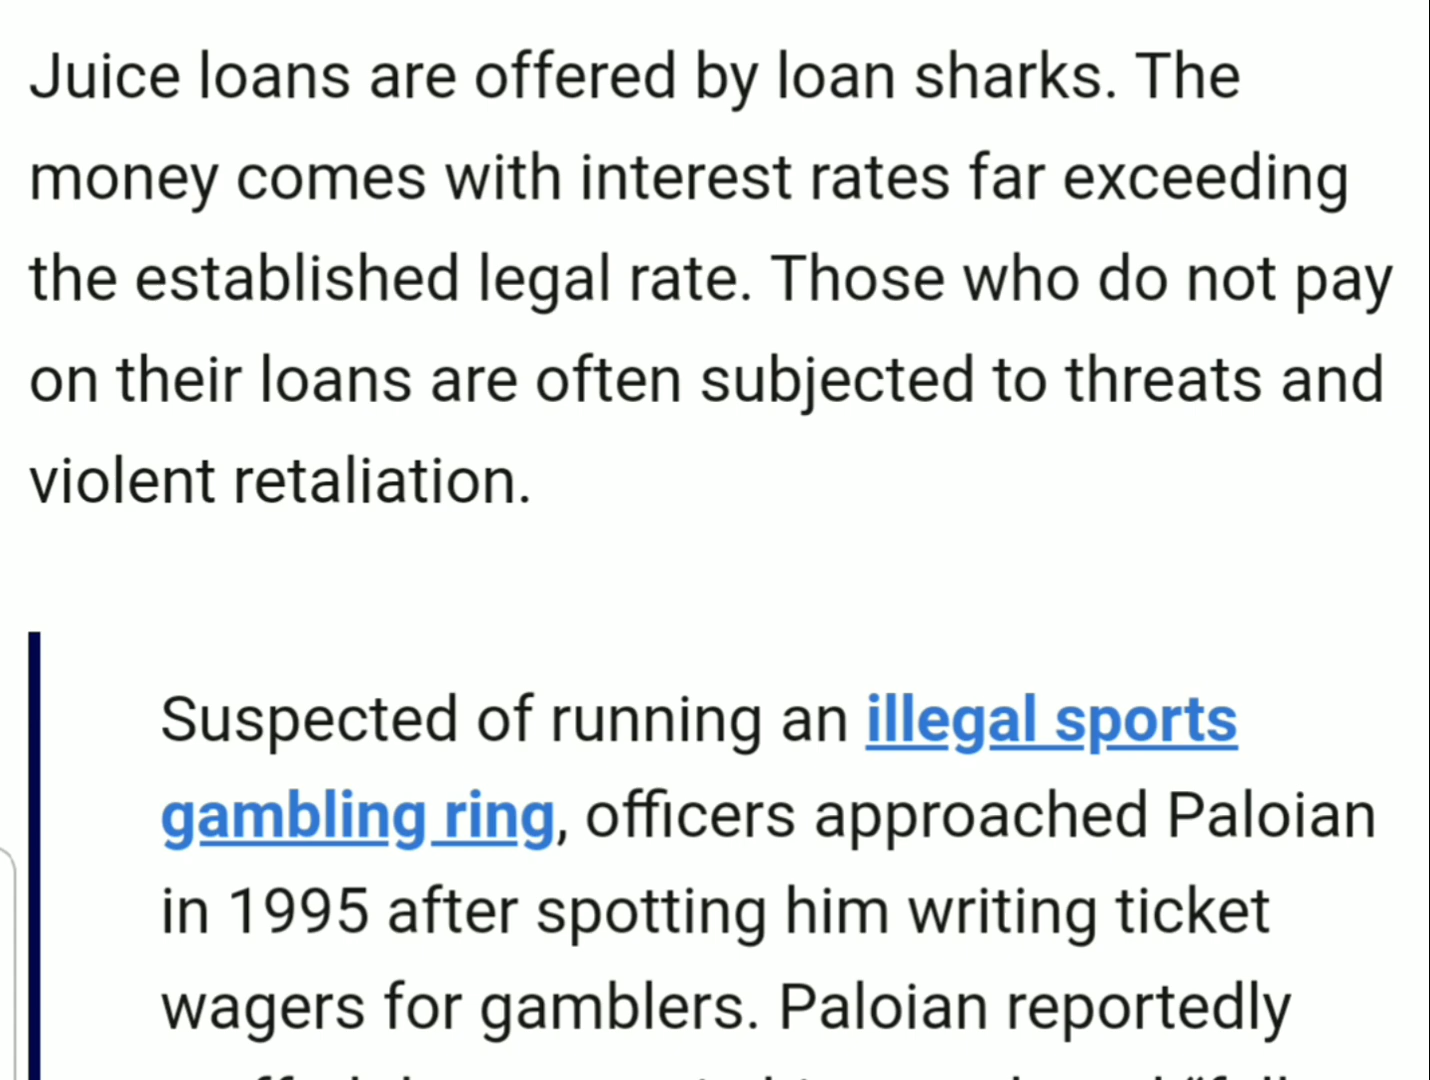 Juice loans are offered by loan sharks. The
money comes with interest rates far exceeding
the established legal rate. Those who do not pay
on their loans are often subjected to threats and
violent retaliation.
Suspected of running an illegal sports
gambling ring, officers approached Paloian
in 1995 after spotting him writing ticket
wagers for gamblers. Paloian reportedly